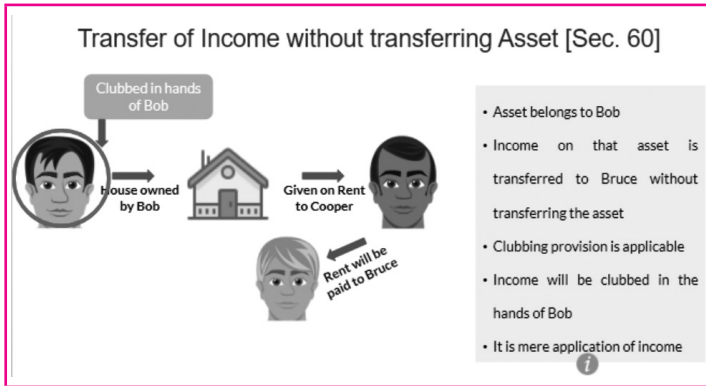 Transfer of Income without transferring Asset [Sec. 60]
Clubbed in hands
of Bob
House owned
by Bob
Given on Rent
to Cooper
Rent will be
paid to Bruce
• Asset belongs to Bob
• Income on that asset is
transferred to Bruce without
transferring the asset
• Clubbing provision is applicable
• Income will be clubbed in the
hands of Bob
• It is mere application of income
i